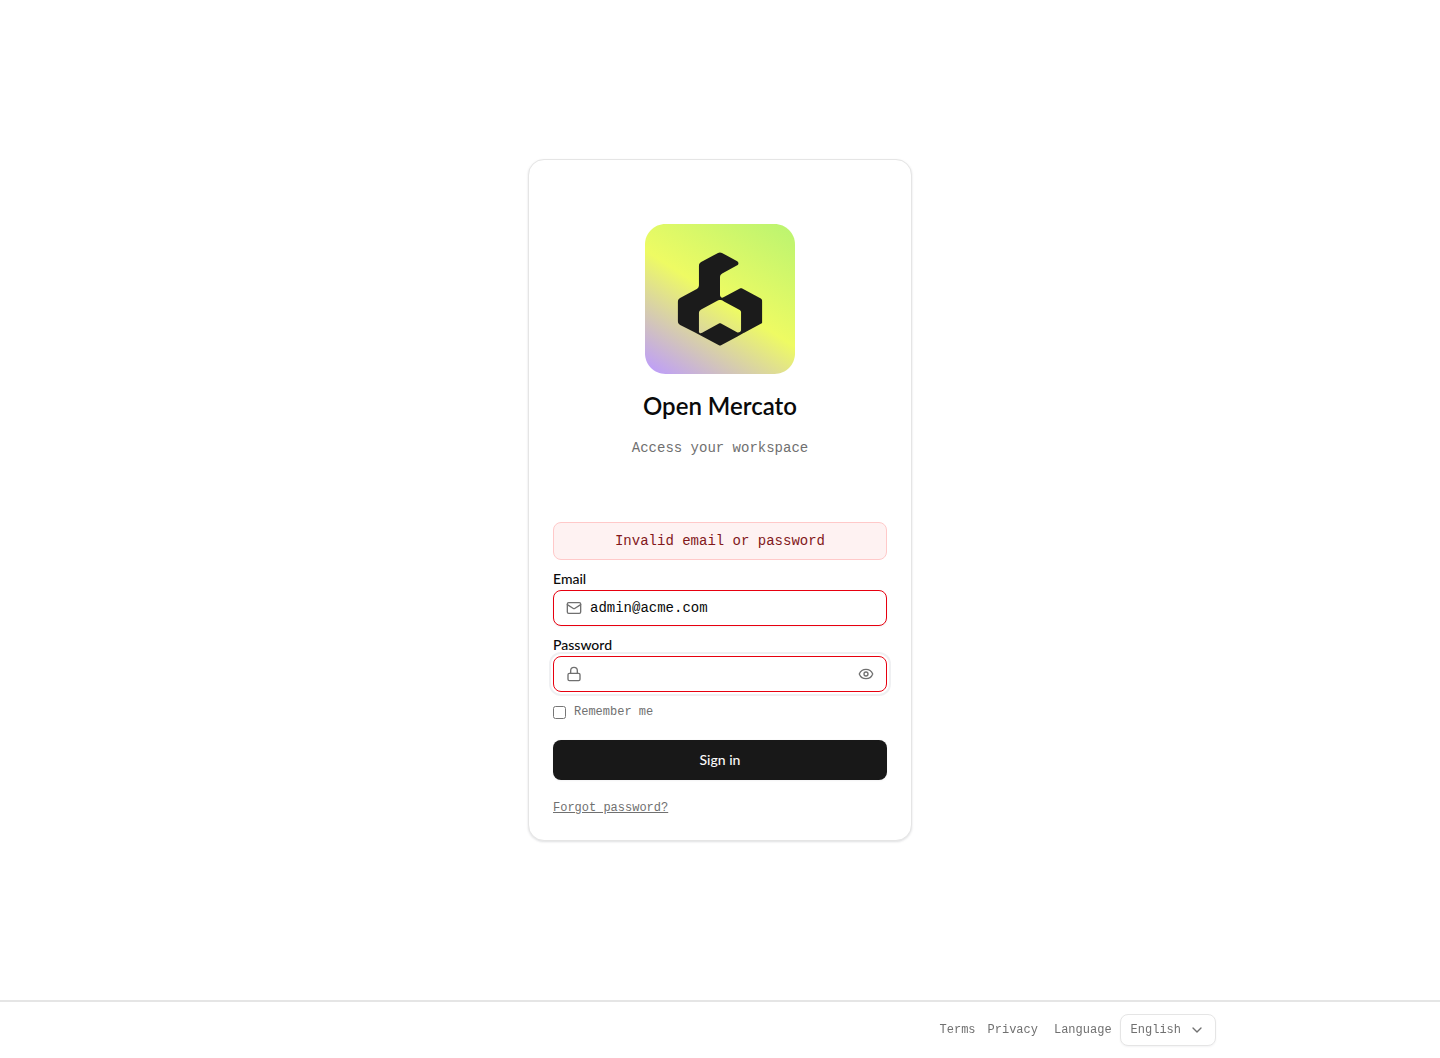 Open Mercato
Access your workspace
Invalid email or password
Email
admin@acme.com
Password
Remember me
Sign in
Forgot password?
Terms Privacy Language English